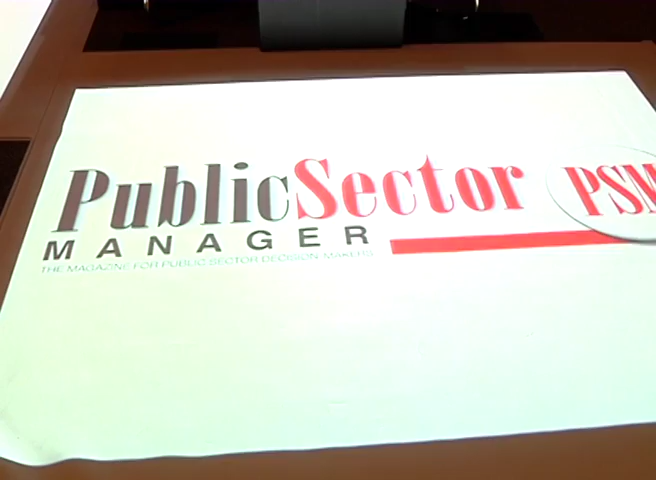 PublicSector PSM
MANAGER
THE MAGAZINE FOR PUBLIC SECTOR DECISION MAKERS